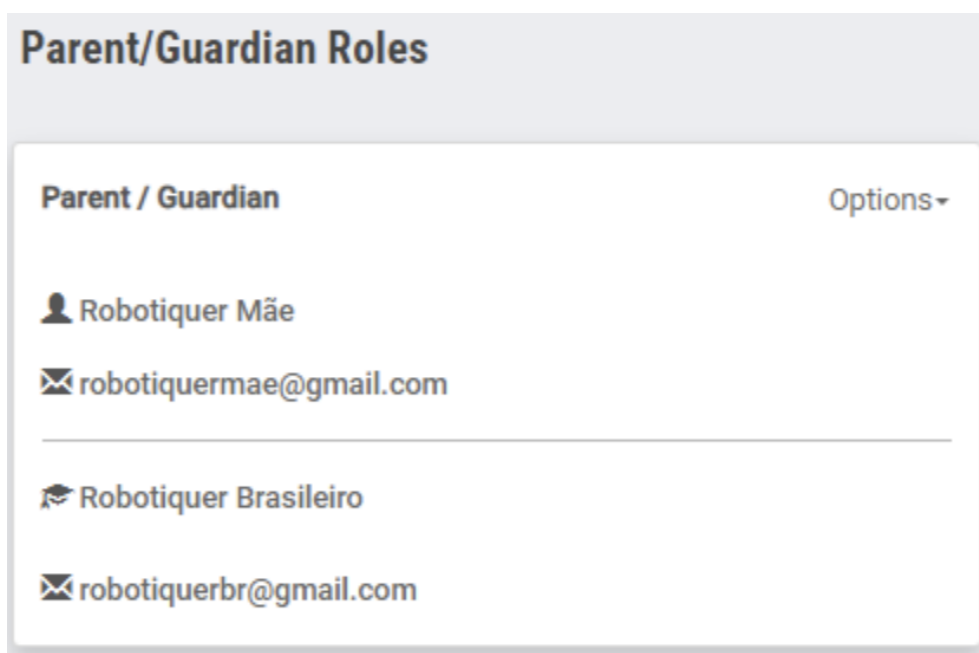 Parent/Guardian Roles
Parent / Guardian
Options
Robotiquer Mãe
robotiquermae@gmail.com
Robotiquer Brasileiro
robotiquerbr@gmail.com